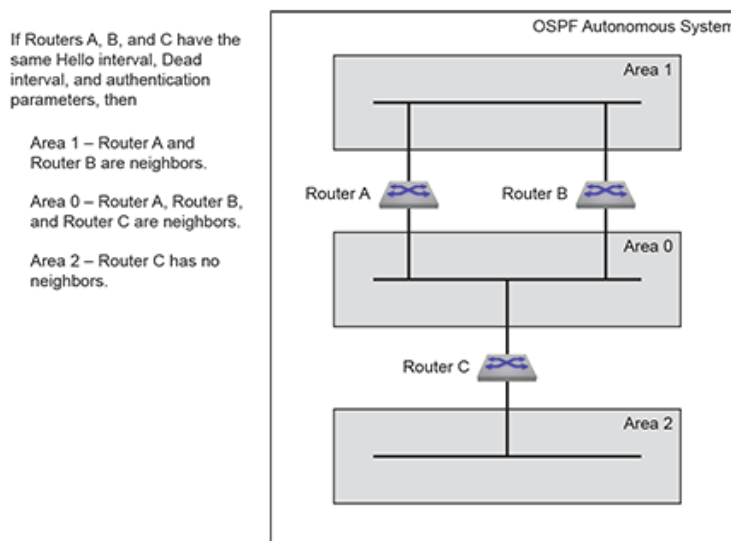 OSPF Autonomous System
If Routers A, B, and C have the
same Hello interval, Dead
interval, and authentication
parameters, then
Area 1 – Router A and
Router B are neighbors.
Area 0 – Router A, Router B,
and Router C are neighbors.
Area 2 – Router C has no
neighbors.
Area 1
Router A
Router B
Area 0
Router C
Area 2